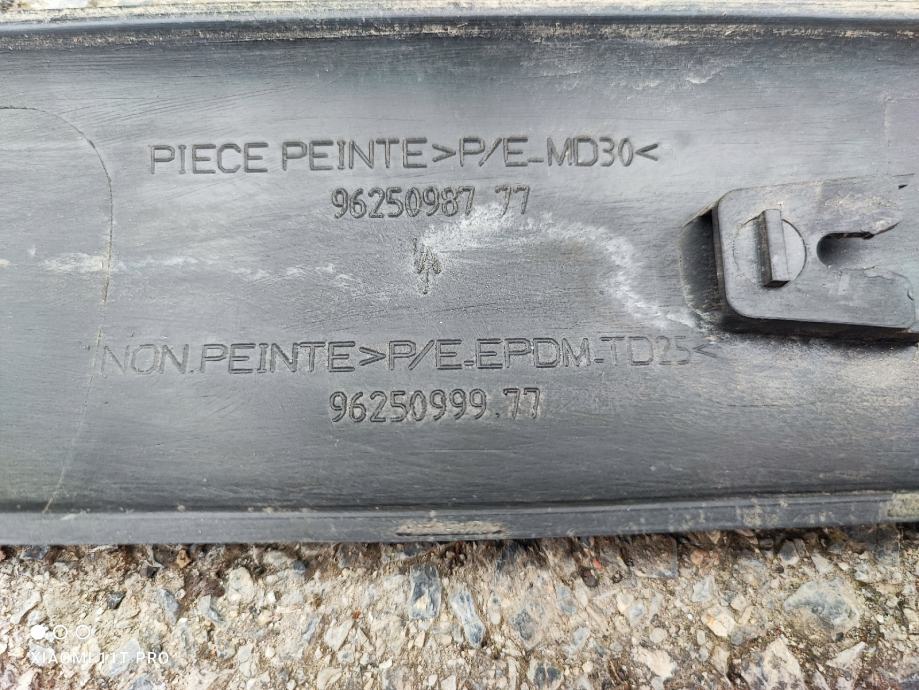 PIECE PEINTE>P/E-MD30<
96250987 77
NON.PEINTE>P/E-EPDM-TD25<
96250999.77
XIAOMI 11T PRO